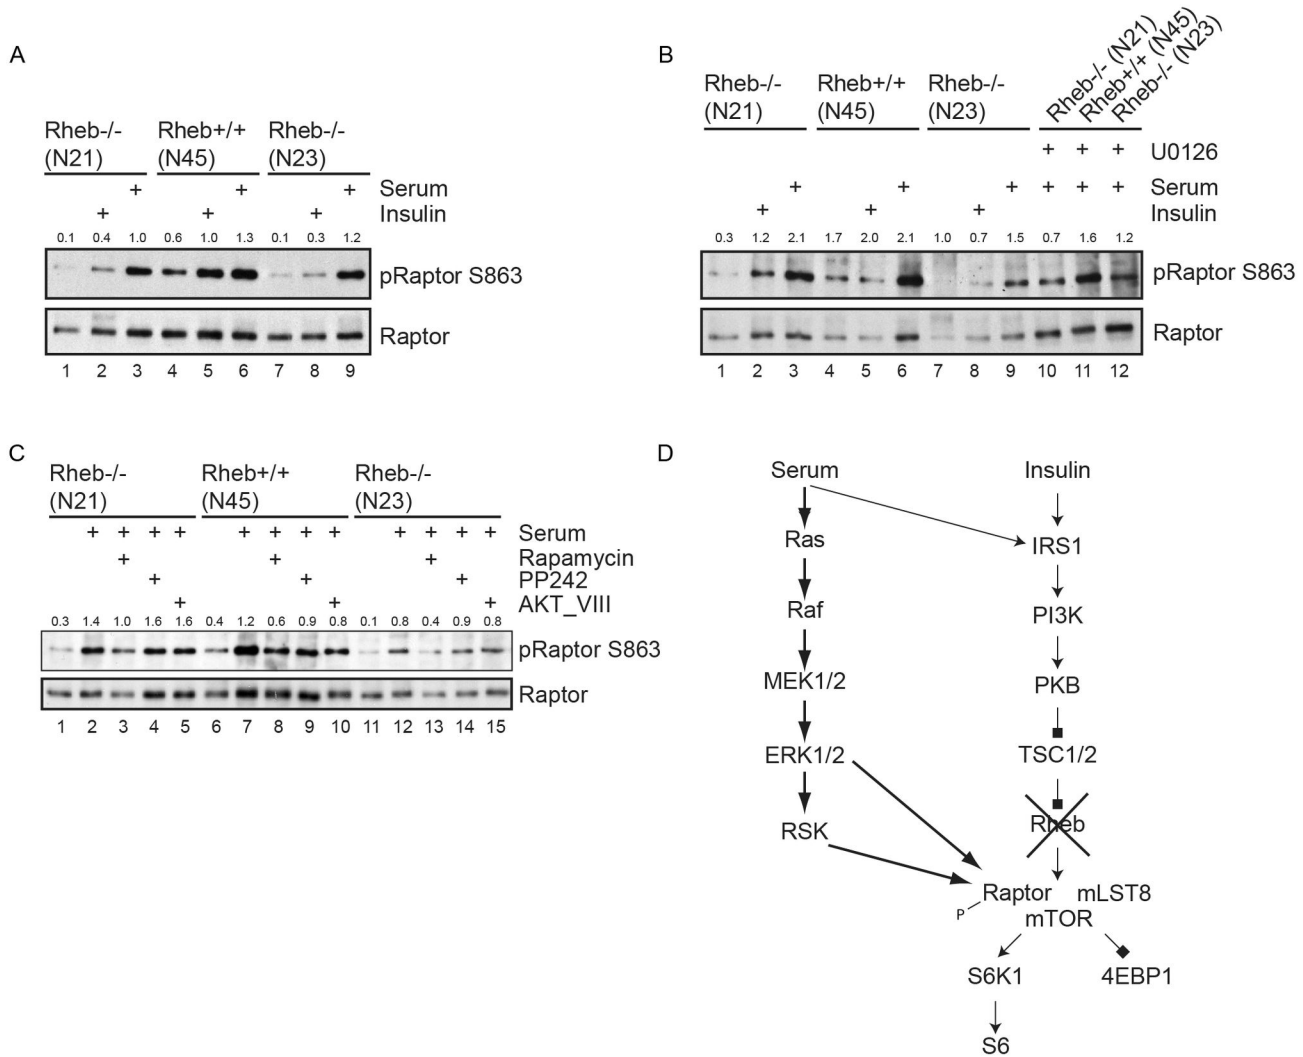 A
Rheb-/- Rheb+/+ Rheb-/-
(N21) (N45) (N23)
+ + + Serum
+ + + Insulin
0.1 0.4 1.0 0.6 1.0 1.3 0.1 0.3 1.2
pRaptor S863
Raptor
1 2 3 4 5 6 7 8 9
B
Rheb-/- Rheb+/+ Rheb-/-
(N21) (N45) (N23)
Rheb-/- (N21)
Rheb+/+ (N45)
Rheb-/- (N23)
+ + + U0126
+ + + + + + Serum
+ + + Insulin
0.3 1.2 2.1 1.7 2.0 2.1 1.0 0.7 1.5 0.7 1.6 1.2
pRaptor S863
Raptor
1 2 3 4 5 6 7 8 9 10 11 12
C
Rheb-/- Rheb+/+ Rheb-/-
(N21) (N45) (N23)
+ + + + + + + + + + + + Serum
+ + + Rapamycin
+ + + PP242
+ + + AKT_VIII
0.3 1.4 1.0 1.6 1.6 0.4 1.2 0.6 0.9 0.8 0.1 0.8 0.4 0.9 0.8
pRaptor S863
Raptor
1 2 3 4 5 6 7 8 9 10 11 12 13 14 15
D
Serum Insulin
Ras IRS1
Raf PI3K
MEK1/2 PKB
ERK1/2 TSC1/2
RSK Rheb
Raptor mLST8
P mTOR
S6K1 4EBP1
S6